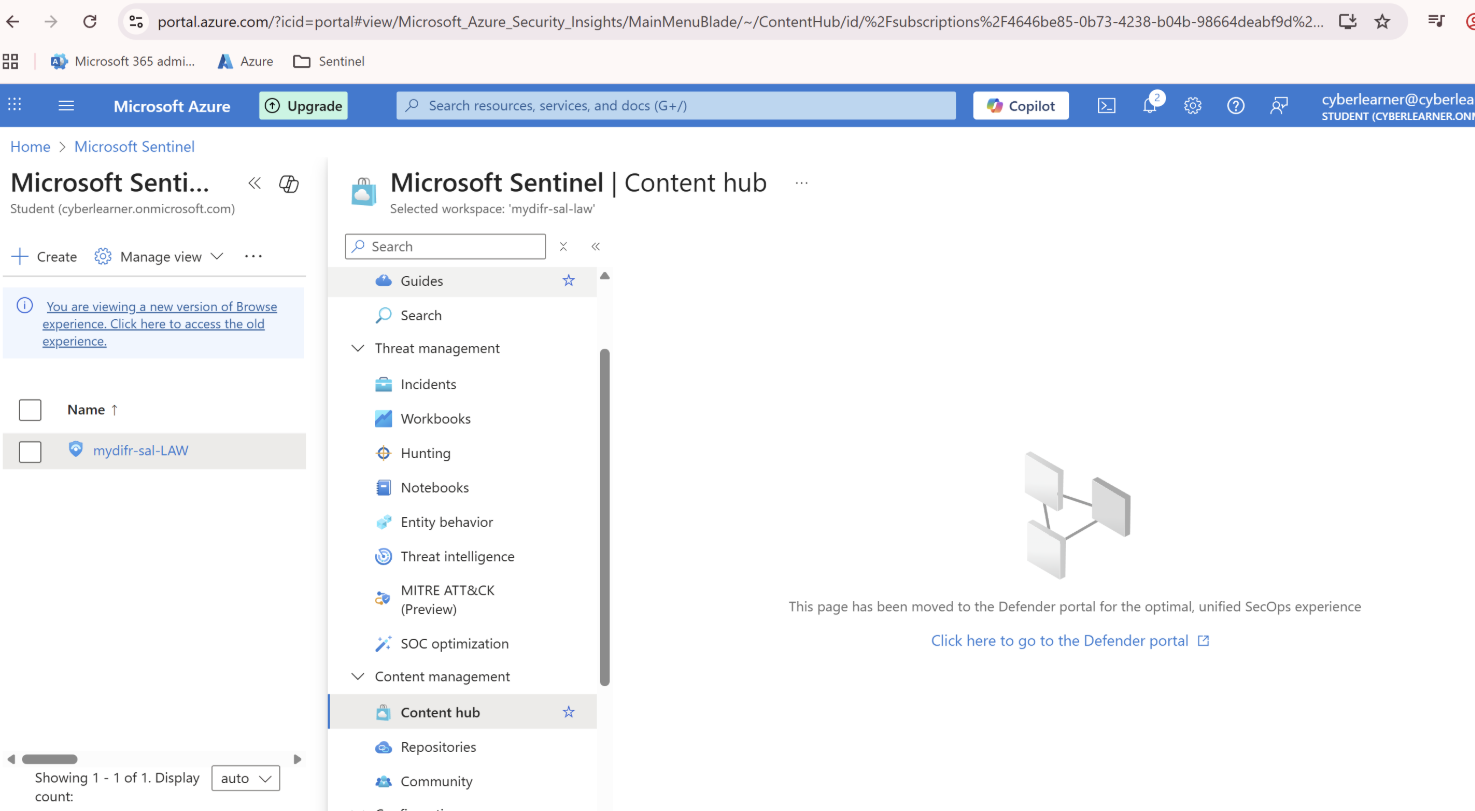 portal.azure.com/?icid=portal#view/Microsoft_Azure_Security_Insights/MainMenuBlade/~/ContentHub/id/%2Fsubscriptions%2F4646be85-0b73-4238-b04b-98664deabf9d%2...
Microsoft 365 admi... Azure Sentinel
Microsoft Azure Upgrade Search resources, services, and docs (G+/) Copilot 2 cyberlearner@cyberlea
STUDENT (CYBERLEARNER.ONM
Home > Microsoft Sentinel
Microsoft Senti...
Student (cyberlearner.onmicrosoft.com)
Create Manage view ...
You are viewing a new version of Browse
experience. Click here to access the old
experience.
Name ↑
mydifr-sal-LAW
Showing 1 - 1 of 1. Display
count:
auto
Microsoft Sentinel | Content hub ...
Selected workspace: 'mydifr-sal-law'
Search
Guides
Search
Threat management
Incidents
Workbooks
Hunting
Notebooks
Entity behavior
Threat intelligence
MITRE ATT&CK
(Preview)
SOC optimization
Content management
Content hub
Repositories
Community
This page has been moved to the Defender portal for the optimal, unified SecOps experience
Click here to go to the Defender portal